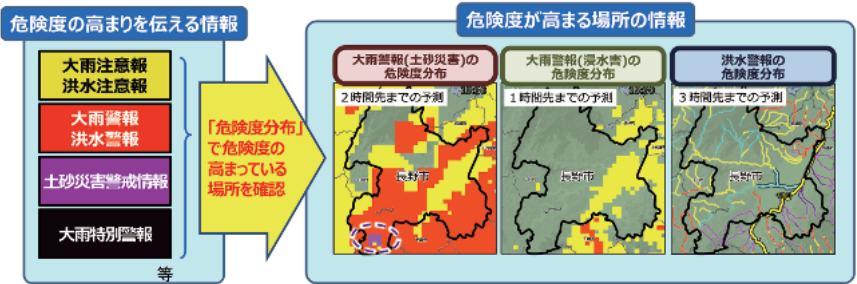 危険度の高まりを伝える情報
大雨注意報
洪水注意報
大雨警報
洪水警報
土砂災害警戒情報
大雨特別警報
等
「危険度分布」
で危険度の
高まっている
場所を確認
危険度が高まる場所の情報
大雨警報(土砂災害)の
危険度分布
2時間先までの予測
長野市
大雨警報(浸水害)の
危険度分布
1時間先までの予測
長野市
洪水警報の
危険度分布
3時間先までの予測
長野市